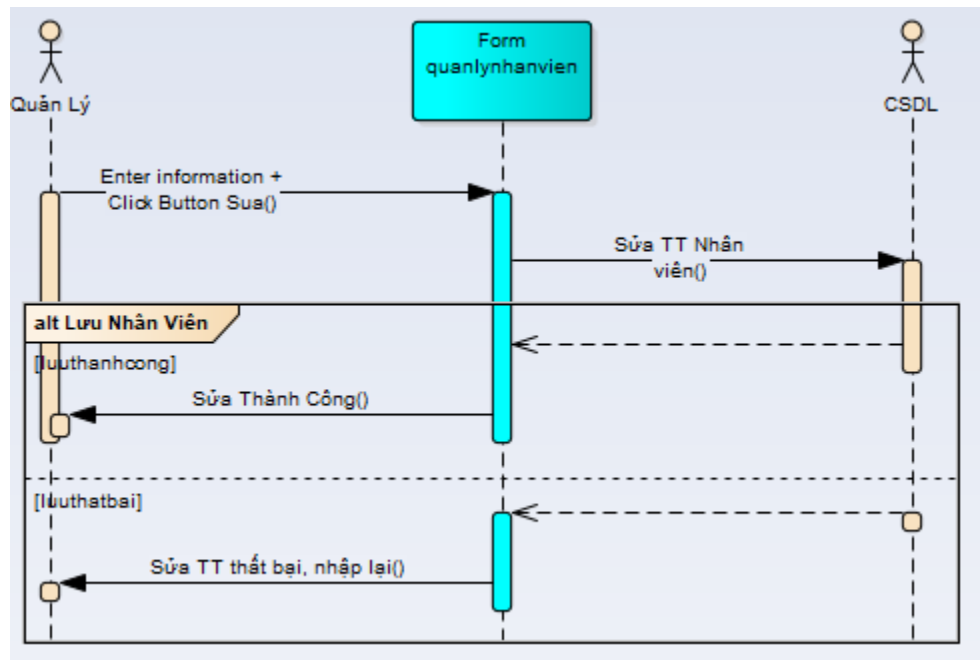 Form
quanlynhanvien
Quản Lý
CSDL
Enter information +
Click Button Sua()
Sửa TT Nhân
viên()
alt Lưu Nhân Viên
[luuthanhcong]
Sửa Thành Công()
[luuthatbai]
Sửa TT thất bại, nhập lại()